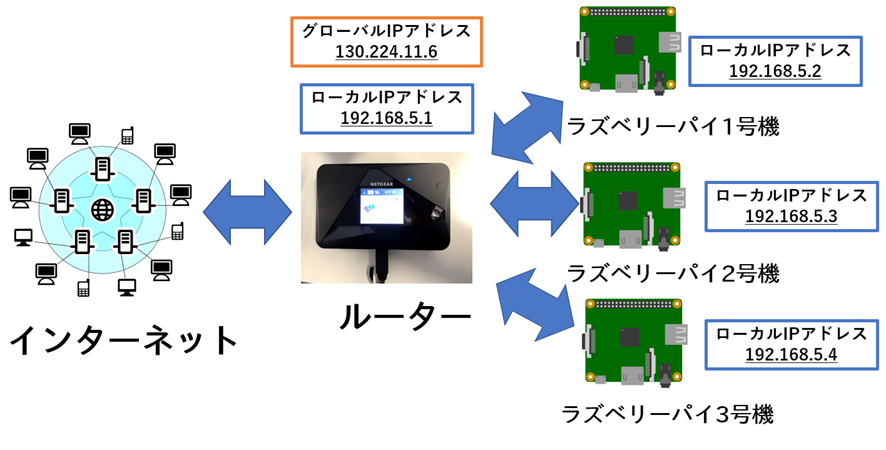 グローバルIPアドレス
130.224.11.6
ローカルIPアドレス
192.168.5.1
NETGEAR
インターネット
ルーター
ローカルIPアドレス
192.168.5.2
ラズベリーパイ1号機
ローカルIPアドレス
192.168.5.3
ラズベリーパイ2号機
ローカルIPアドレス
192.168.5.4
ラズベリーパイ3号機